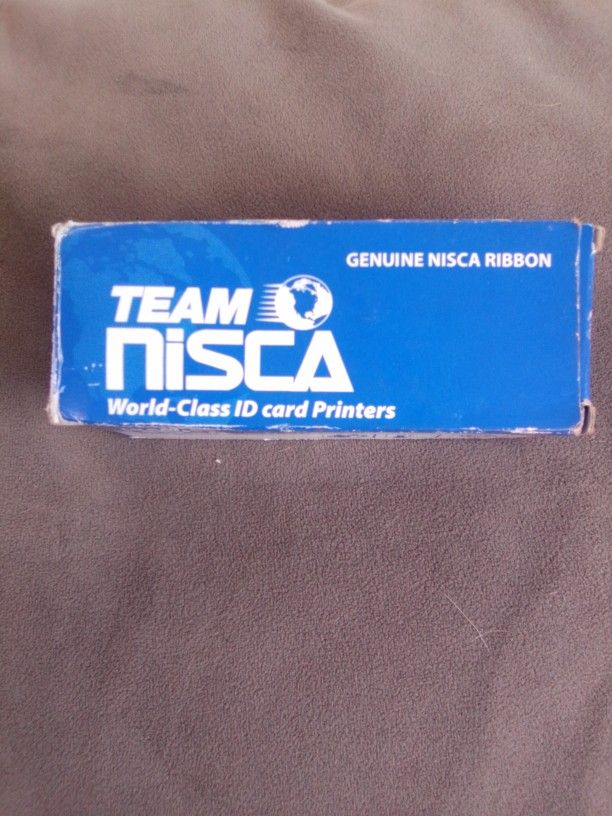 GENUINE NISCA RIBBON
TEAM
NiSCA
World-Class ID card Printers